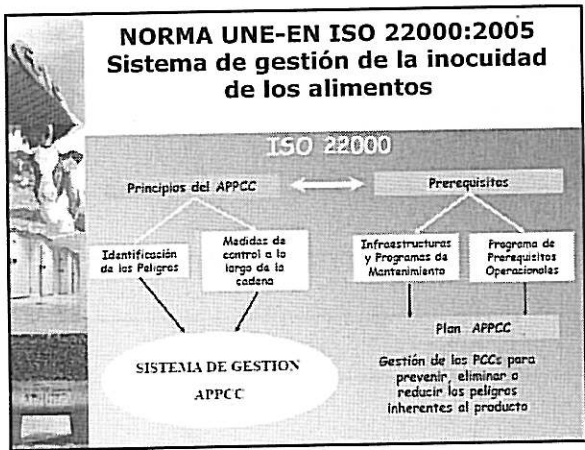 NORMA UNE-EN ISO 22000:2005
Sistema de gestión de la inocuidad
de los alimentos
ISO 22000
Principios del APPCC
Prerequisitos
Identificación
de los Peligros
Medidas de
control a lo
largo de la
cadena
Infraestructuras
y Programas de
Mantenimiento
Programa de
Prerequisitos
Operacionales
SISTEMA DE GESTION
APPCC
Plan APPCC
Gestión de los PCCs para
prevenir, eliminar o
reducir los peligros
inherentes al producto